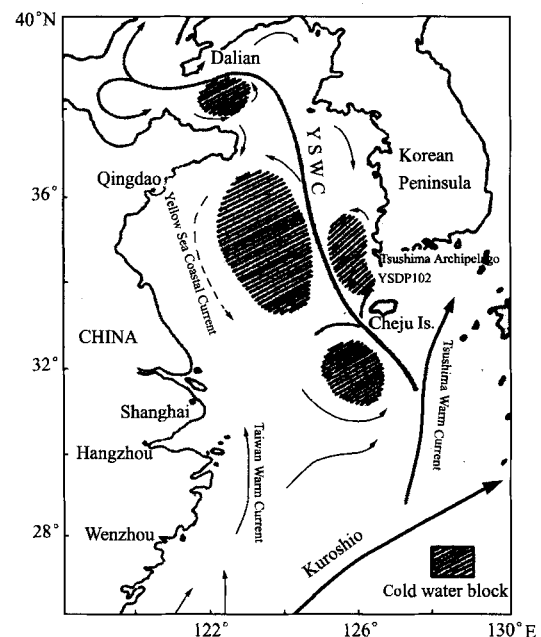 40°N
Dalian
YSWC
Korean
Peninsula
36°
Qingdao
Yellow Sea Coastal Current
Tsushima Archipelago
YSDP102
Cheju Is.
CHINA
32°
Tsushima Warm Current
Shanghai
Taiwan Warm Current
Hangzhou
28°
Wenzhou
Kuroshio
Cold water block
122°
126°
130°E